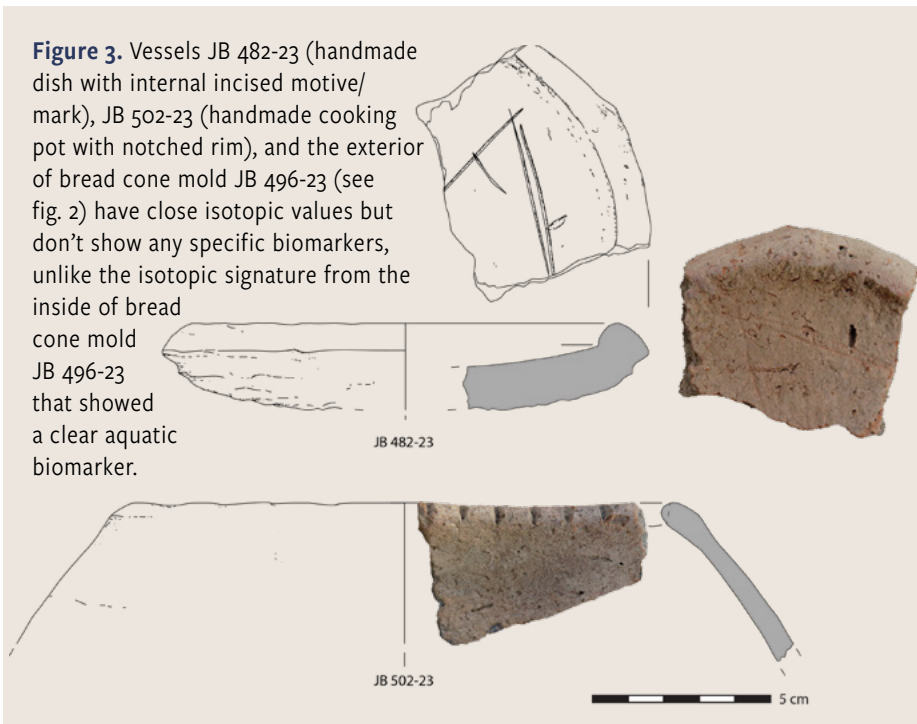 Figure 3. Vessels JB 482-23 (handmade
dish with internal incised motive/
mark), JB 502-23 (handmade cooking
pot with notched rim), and the exterior
of bread cone mold JB 496-23 (see
fig. 2) have close isotopic values but
don’t show any specific biomarkers,
unlike the isotopic signature from the
inside of bread
cone mold
JB 496-23
that showed
a clear aquatic
biomarker.
JB 482-23
JB 502-23
5 cm